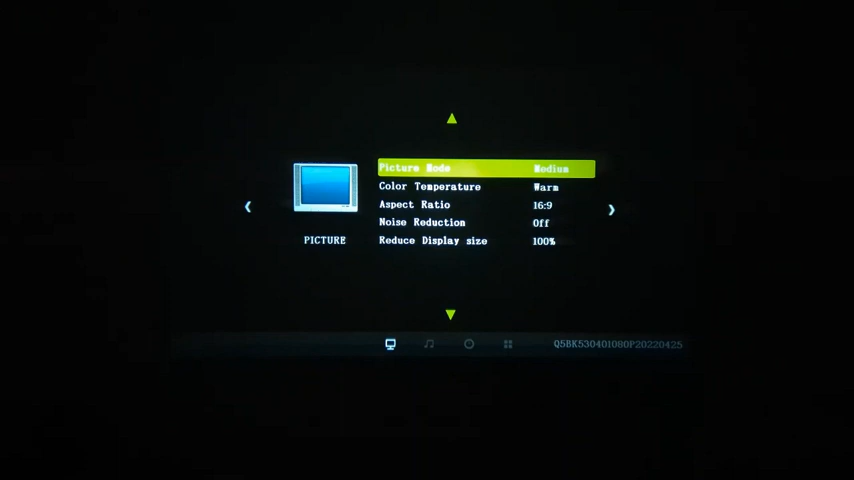 Picture Mode Medium
Color Temperature Warm
Aspect Ratio 16:9
Noise Reduction Off
PICTURE Reduce Display size 100%
Q5BK530401080P20220425